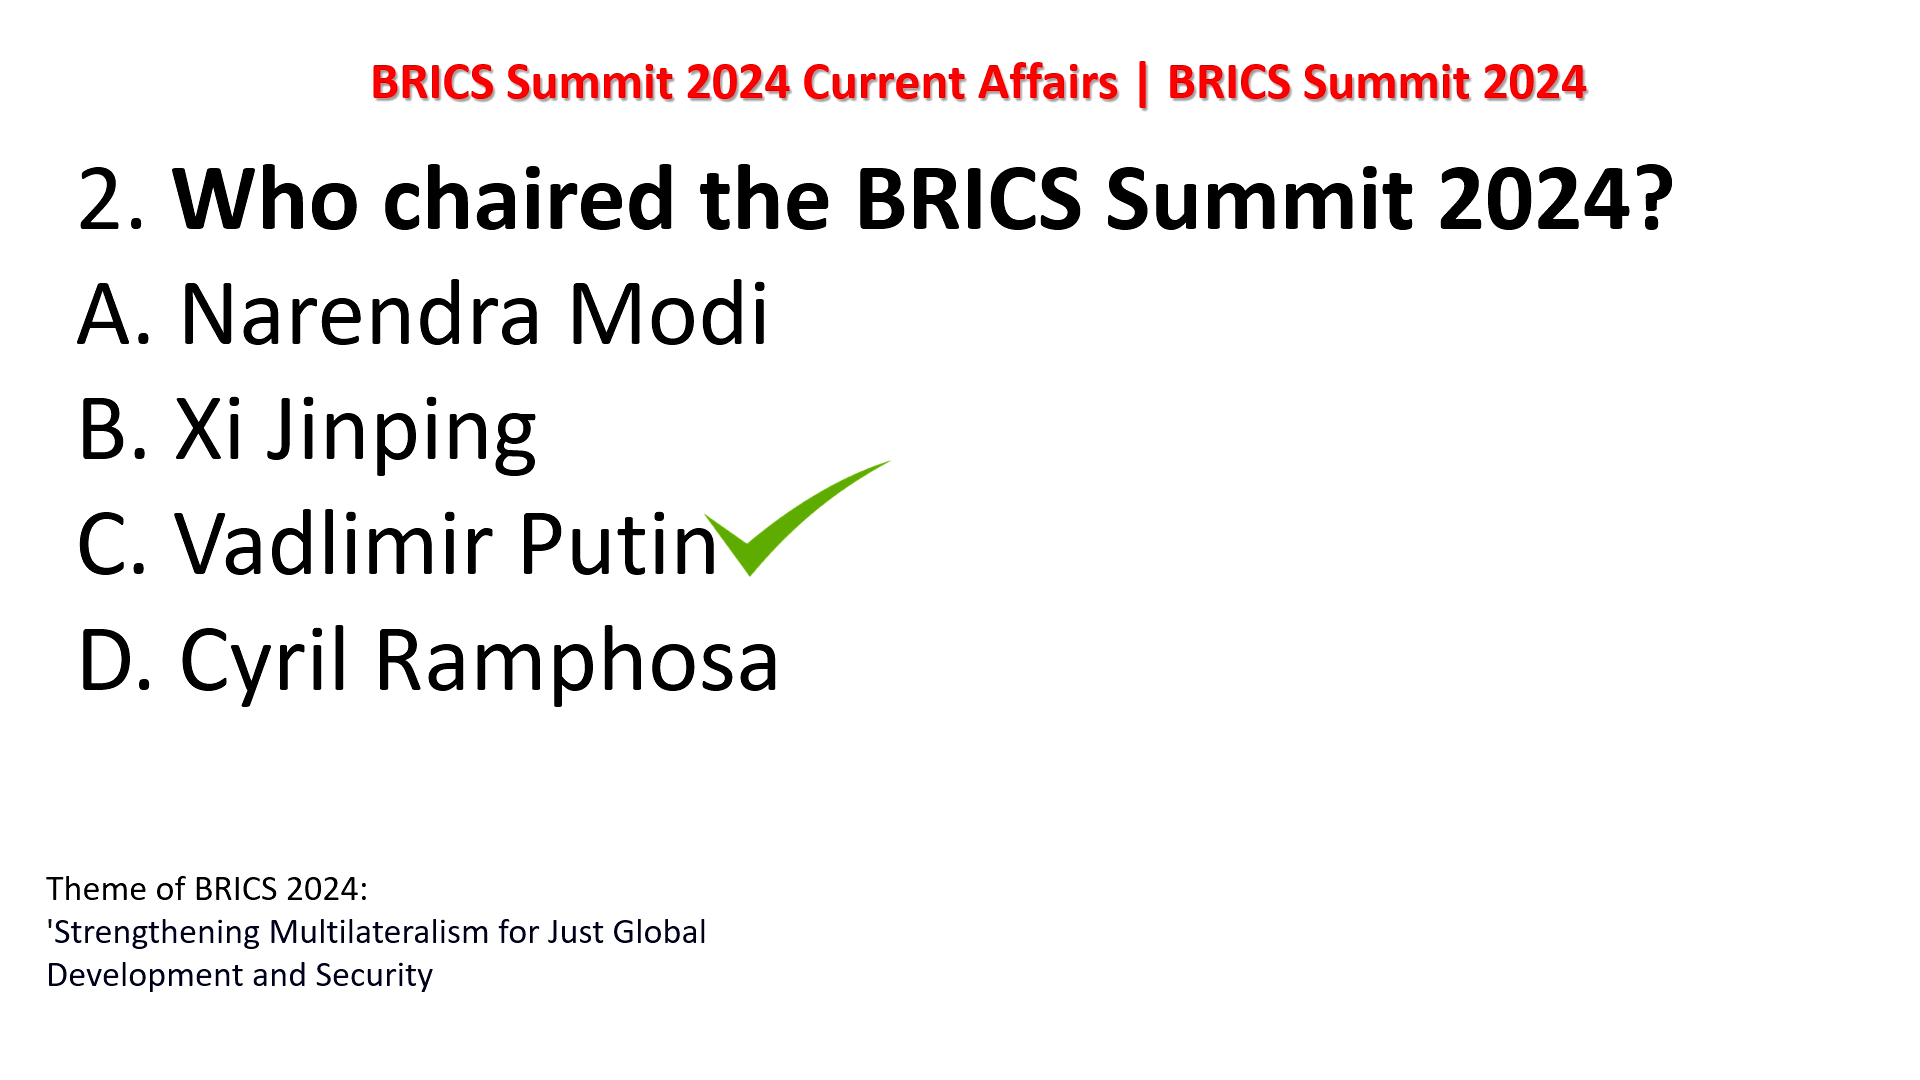 BRICS Summit 2024 Current Affairs | BRICS Summit 2024
2. Who chaired the BRICS Summit 2024?
A. Narendra Modi
B. Xi Jinping
C. Vadlimir Putin
D. Cyril Ramphosa
Theme of BRICS 2024:
'Strengthening Multilateralism for Just Global
Development and Security